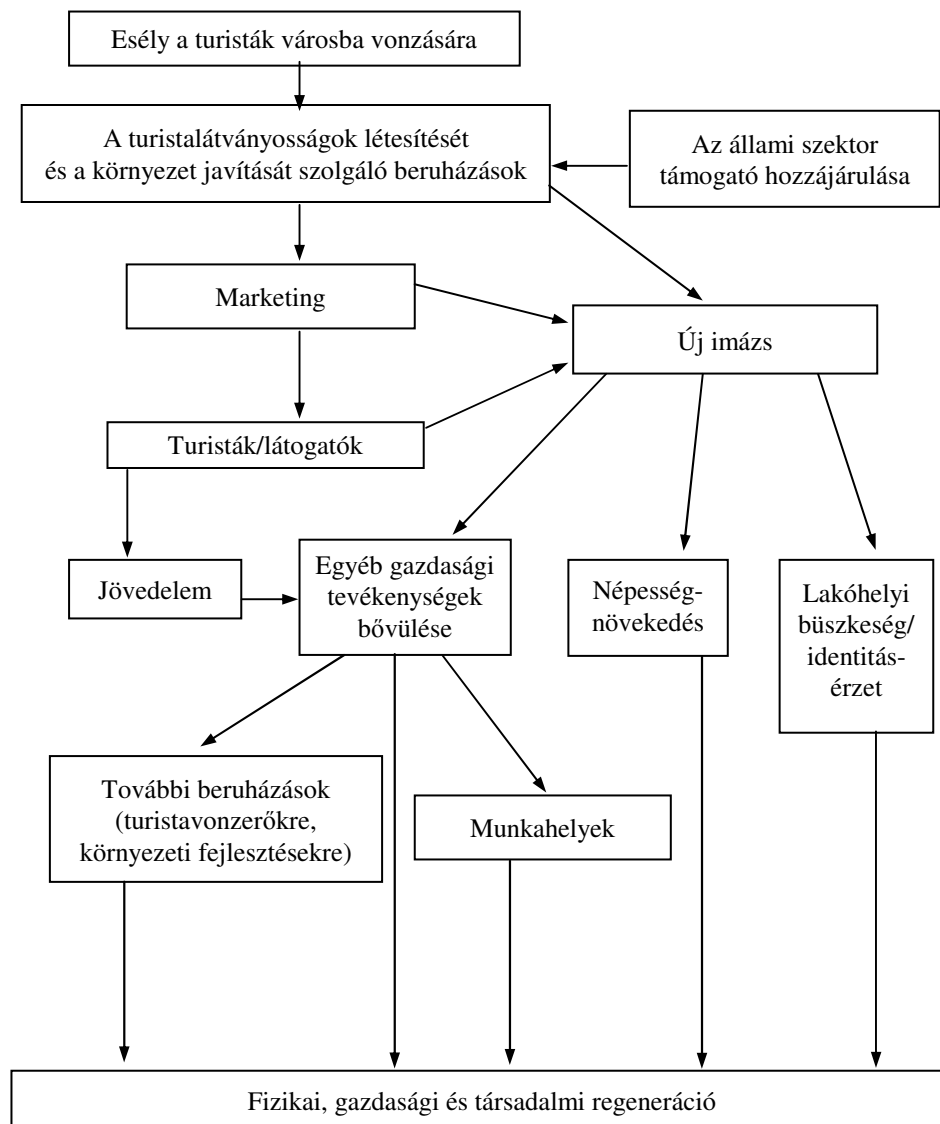 Esély a turisták városba vonzására
A turistalátványosságok létesítését
és a környezet javítását szolgáló beruházások
Az állami szektor
támogató hozzájárulása
Marketing
Új imázs
Turisták/látogatók
Jövedelem
Egyéb gazdasági
tevékenységek
bővülése
Népesség-
növekedés
Lakóhelyi
büszkeség/
identitás-
érzet
További beruházások
(turistavonzerőkre,
környezeti fejlesztésekre)
Munkahelyek
Fizikai, gazdasági és társadalmi regeneráció